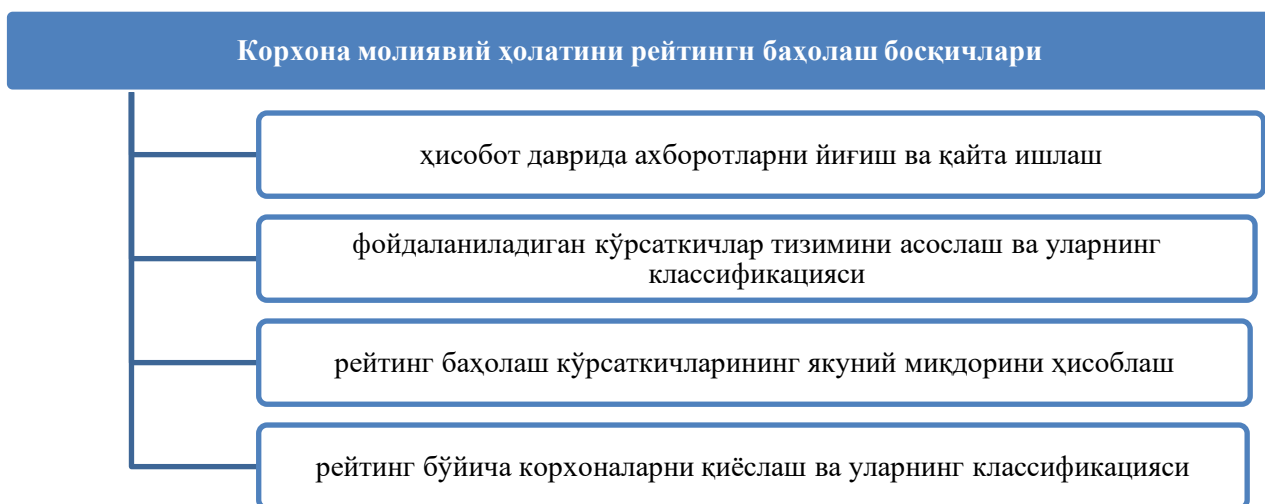 Корхона молиявий ҳолатини рейтингн баҳолаш босқичлари
ҳисобот даврида ахборотларни йиғиш ва қайта ишлаш
фойдаланиладиган кўрсаткичлар тизимини асослаш ва уларнинг
классификацияси
рейтинг баҳолаш кўрсаткичларининг якуний миқдорини ҳисоблаш
рейтинг бўйича корхоналарни қиёслаш ва уларнинг классификацияси